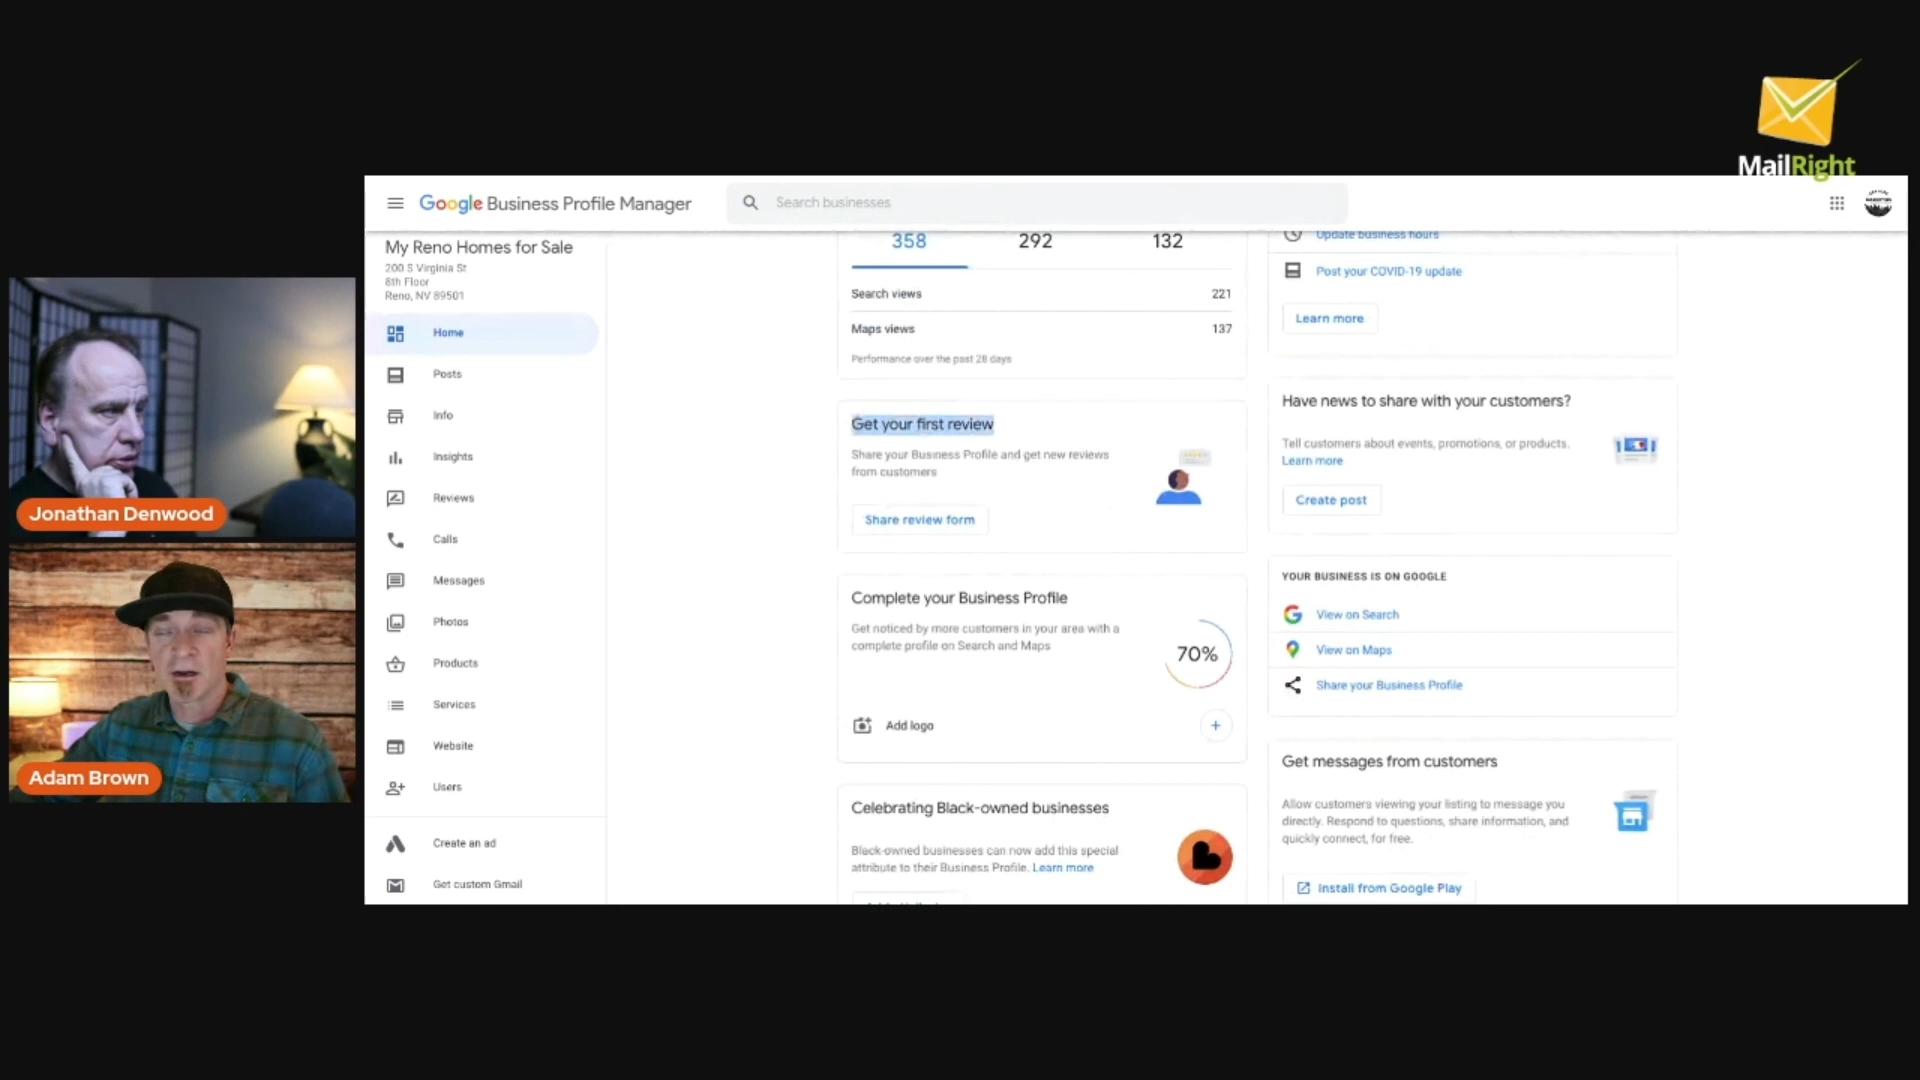 MailRight
Google Business Profile Manager
Search businesses
My Reno Homes for Sale
200 S Virginia St
8th Floor
Reno, NV 89501
Home
Posts
Info
Insights
Reviews
Calls
Messages
Photos
Products
Services
Website
Users
Create an ad
Get custom Gmail
358 292 132
Search views 221
Maps views 137
Performance over the past 28 days
Get your first review
Share your Business Profile and get new reviews
from customers
Share review form
Complete your Business Profile
Get noticed by more customers in your area with a
complete profile on Search and Maps
70%
Add logo
Celebrating Black-owned businesses
Black-owned businesses can now add this special
attribute to their Business Profile. Learn more
Update business hours
Post your COVID-19 update
Learn more
Have news to share with your customers?
Tell customers about events, promotions, or products.
Learn more
Create post
YOUR BUSINESS IS ON GOOGLE
View on Search
View on Maps
Share your Business Profile
Get messages from customers
Allow customers viewing your listing to message you
directly. Respond to questions, share information, and
quickly connect, for free.
Install from Google Play
Jonathan Denwood
Adam Brown